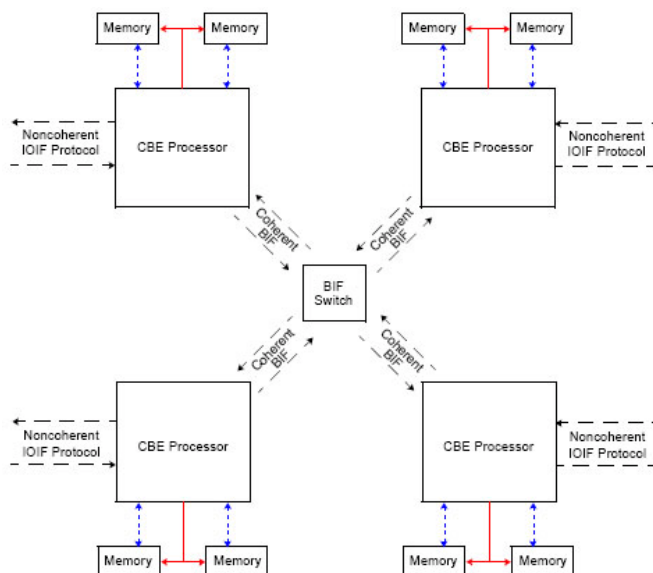 Memory
Memory
Memory
Memory
Noncoherent
IOIF Protocol
CBE Processor
CBE Processor
Noncoherent
IOIF Protocol
Coherent
BIF
Coherent
BIF
BIF
Switch
Coherent
BIF
Coherent
BIF
Noncoherent
IOIF Protocol
CBE Processor
CBE Processor
Noncoherent
IOIF Protocol
Memory
Memory
Memory
Memory